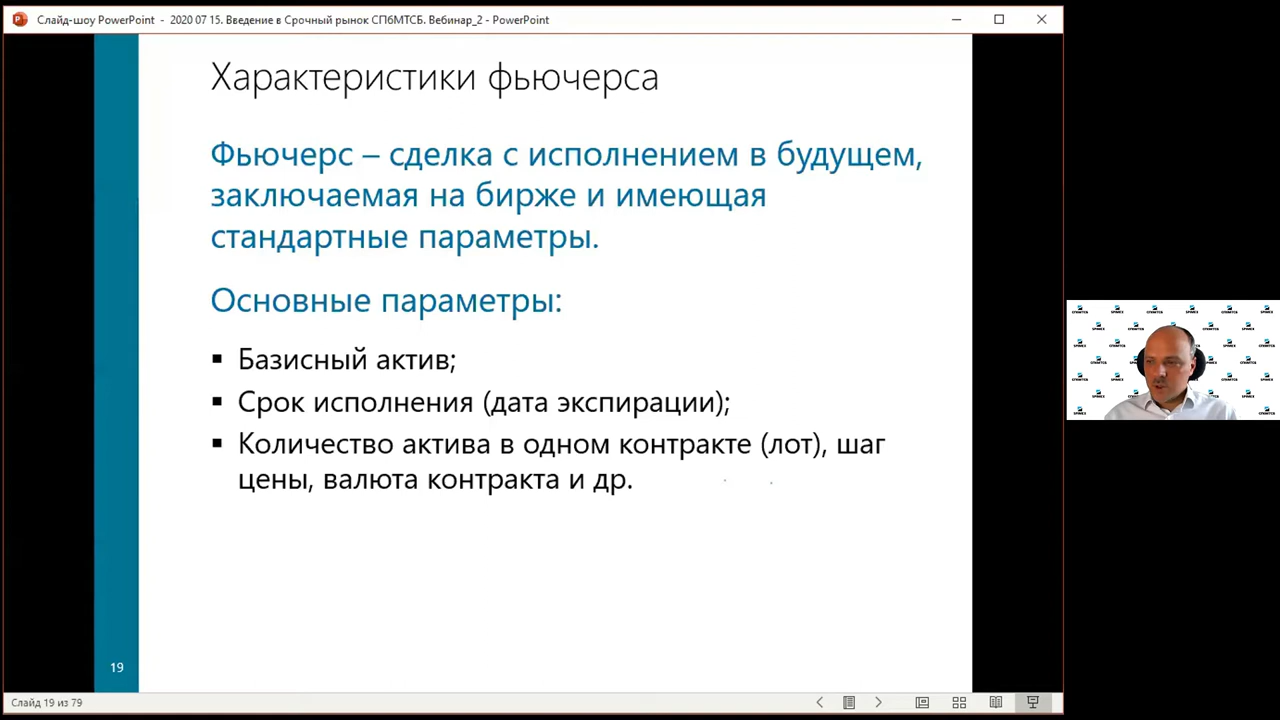 Слайд-шоу PowerPoint - 2020 07 15. Введение в Срочный рынок СПбМТСБ. Вебинар_2 - PowerPoint
Характеристики фьючерса
Фьючерс – сделка с исполнением в будущем,
заключаемая на бирже и имеющая
стандартные параметры.
Основные параметры:
▪ Базисный актив;
▪ Срок исполнения (дата экспирации);
▪ Количество актива в одном контракте (лот), шаг
цены, валюта контракта и др.
19
Слайд 19 из 79